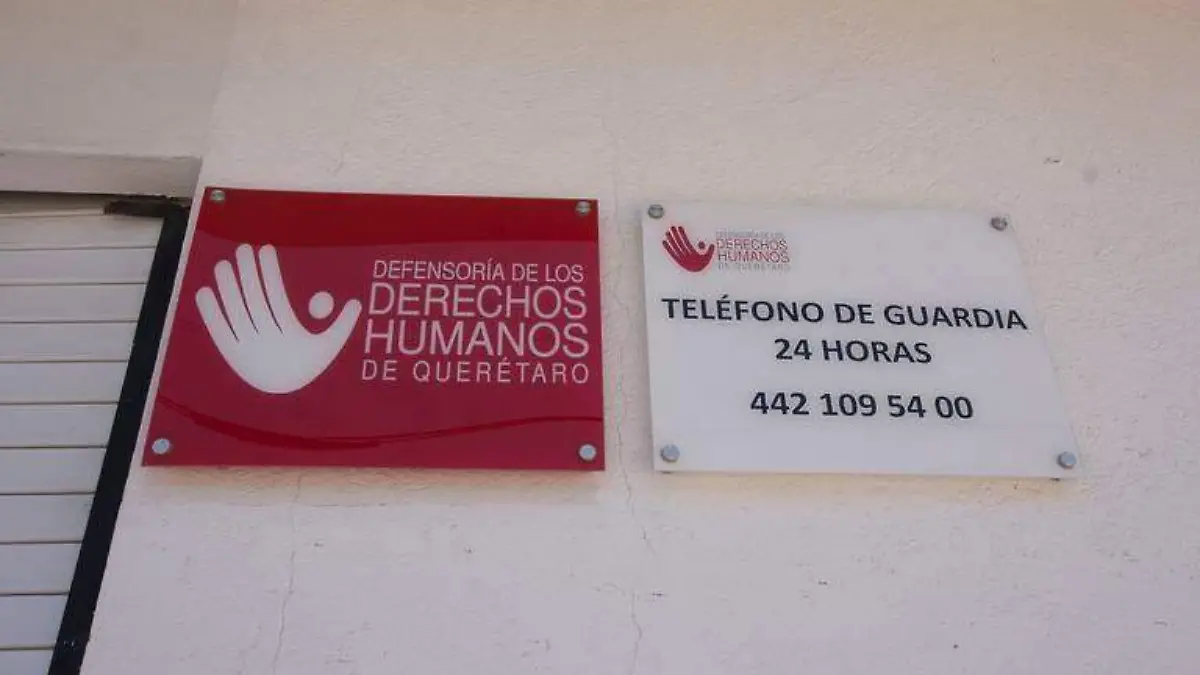 DEFENSORÍA DE LOS
DERECHOS
HUMANOS
DE QUERÉTARO
DEFENSORÍA DE LOS
DERECHOS
HUMANOS
DE QUERÉTARO
TELÉFONO DE GUARDIA
24 HORAS
442 109 54 00